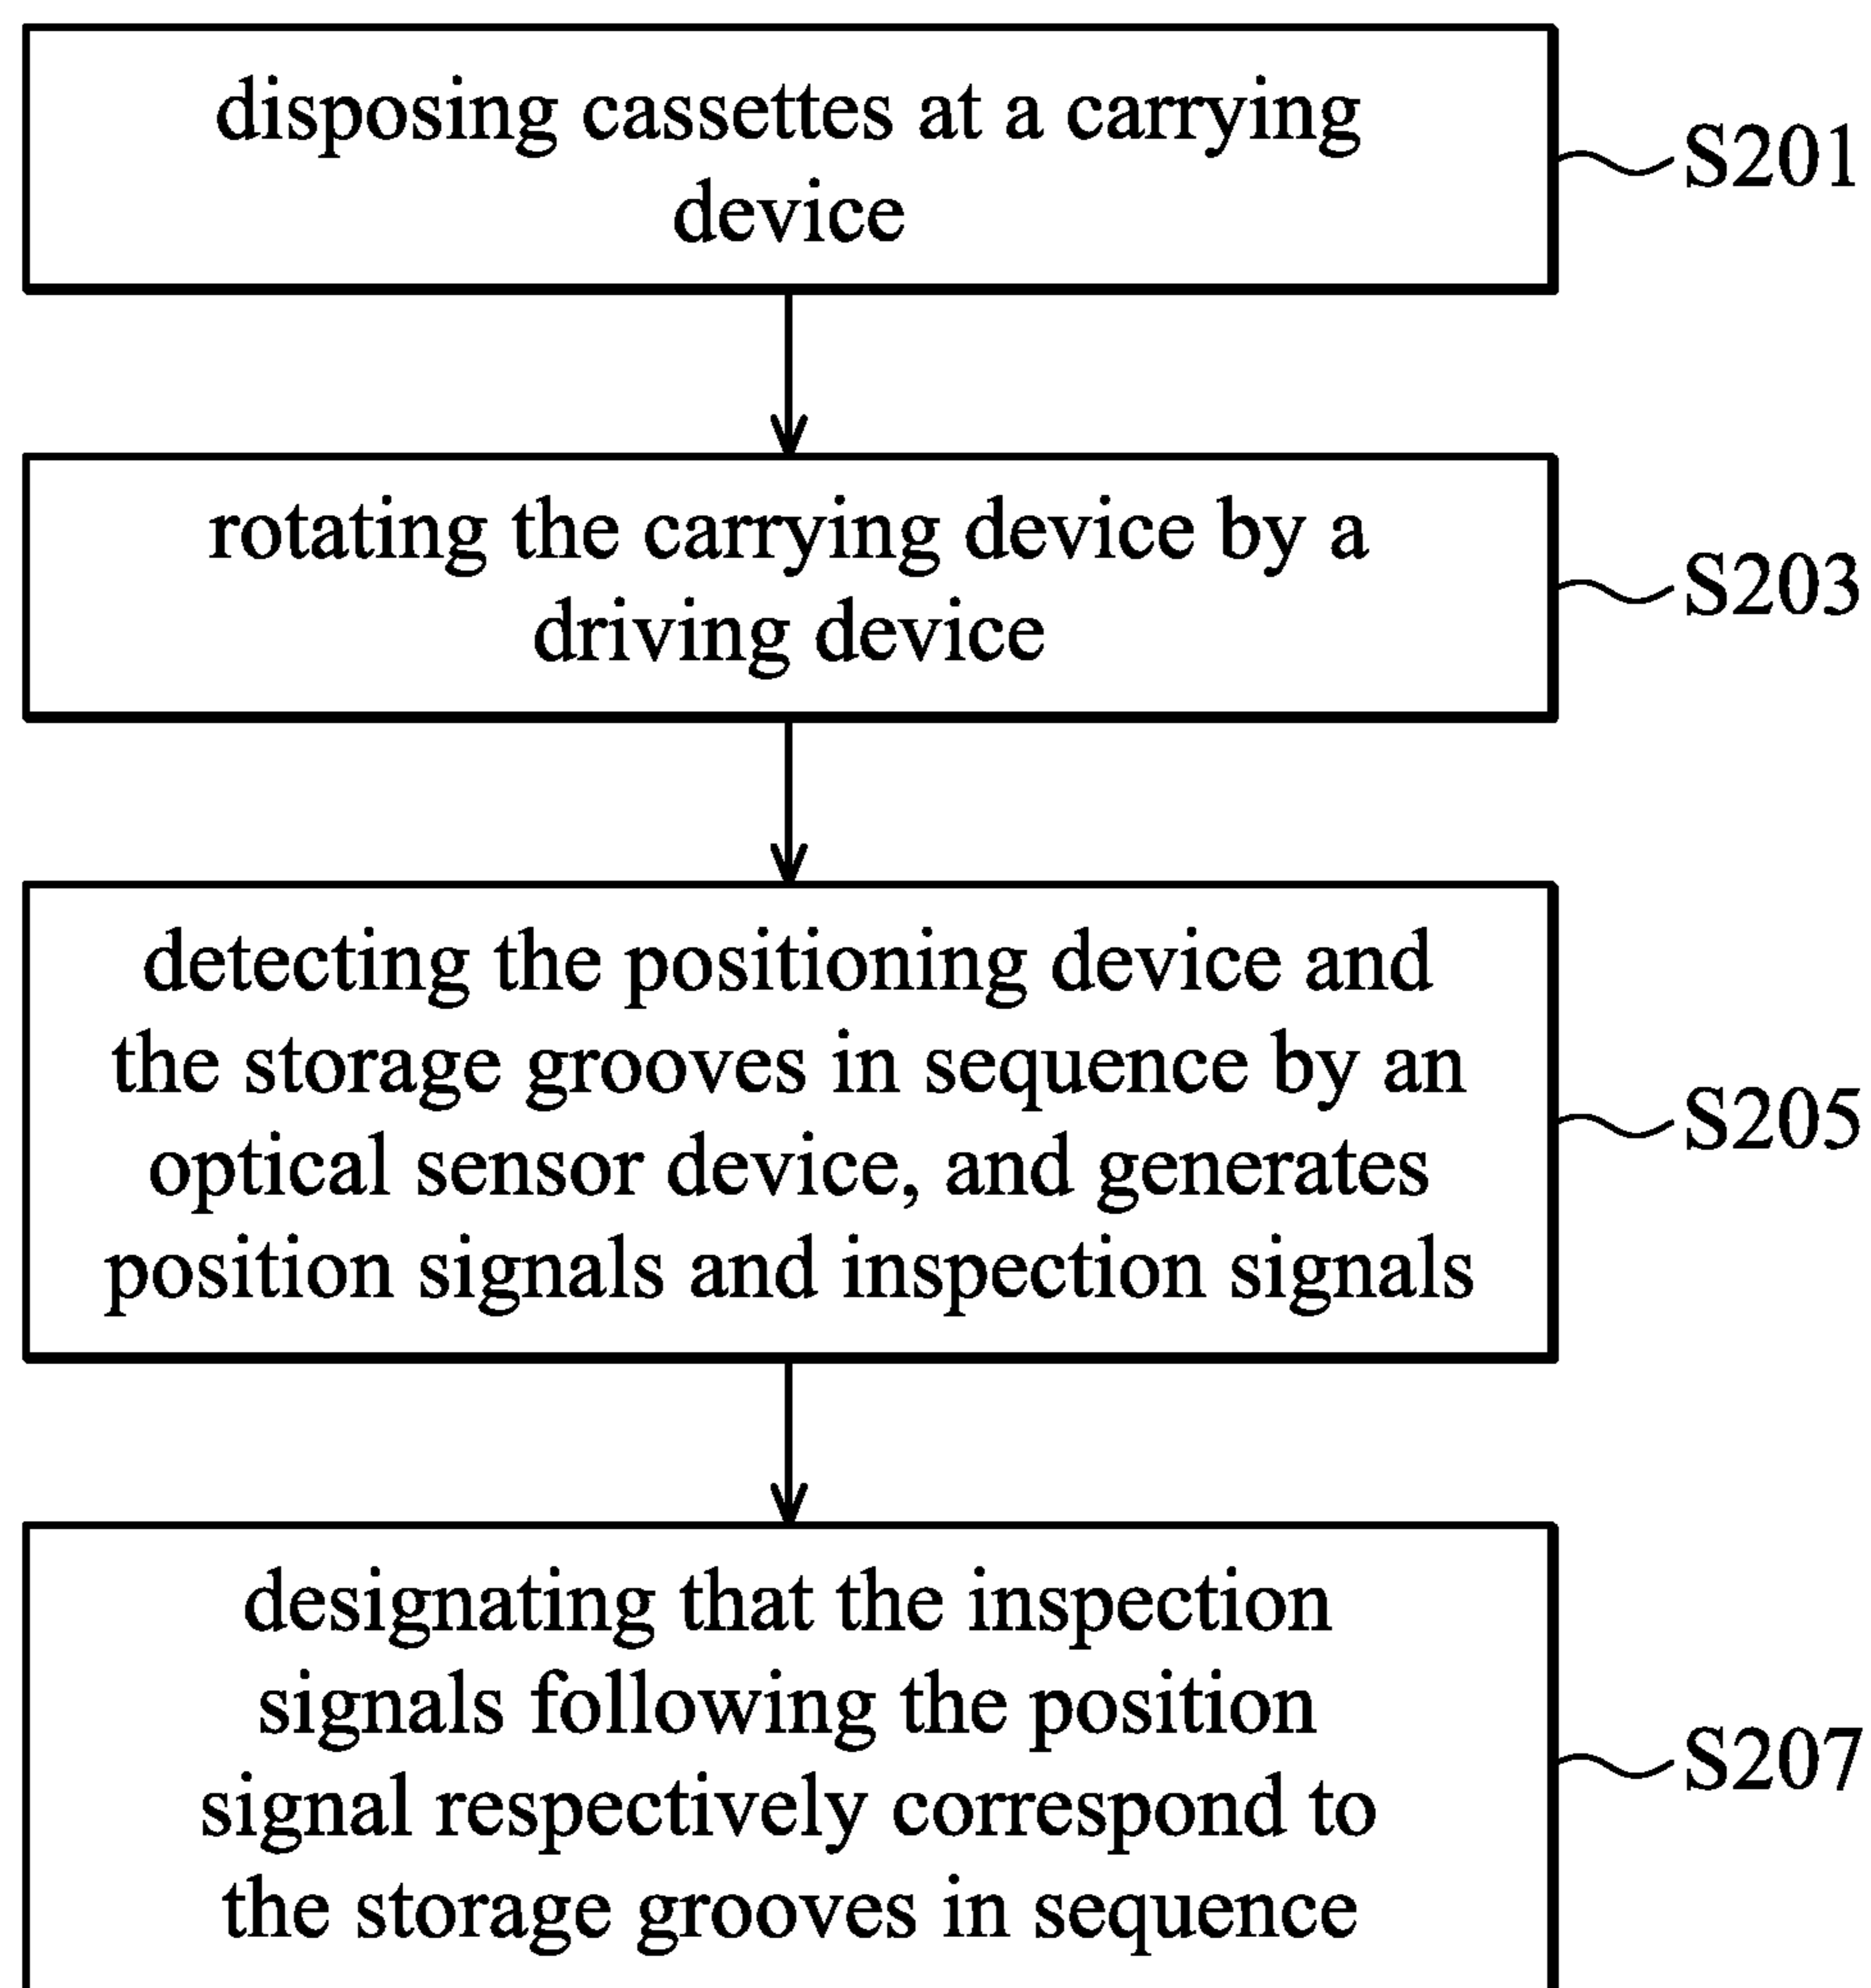 disposing cassettes at a carrying
device
S201
rotating the carrying device by a
driving device
S203
detecting the positioning device and
the storage grooves in sequence by an
optical sensor device, and generates
position signals and inspection signals
S205
designating that the inspection
signals following the position
signal respectively correspond to
the storage grooves in sequence
S207